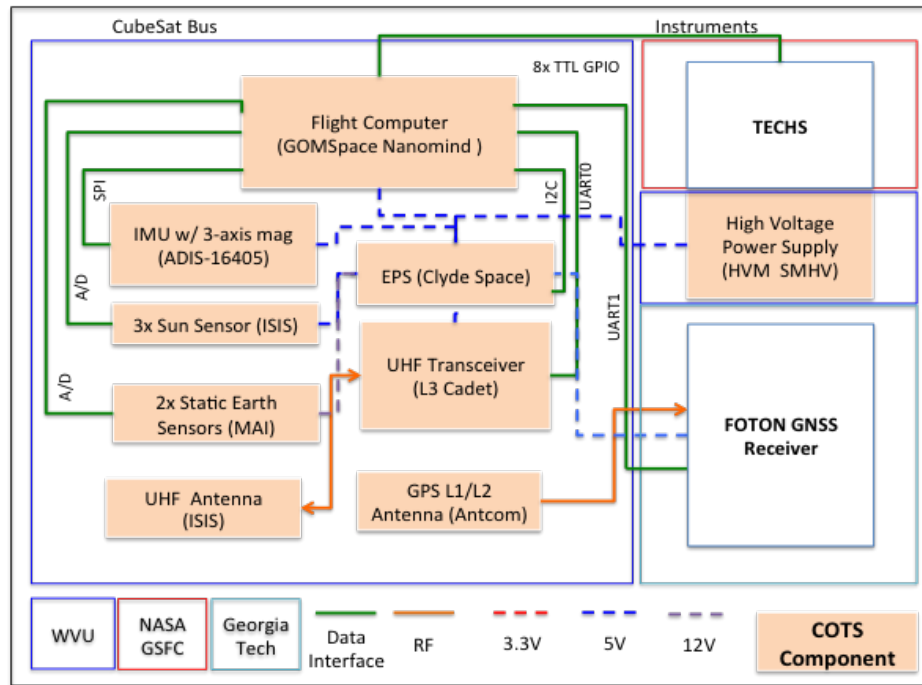 CubeSat Bus
Instruments
8x TTL GPIO
Flight Computer
(GOMSpace Nanomind )
TECHS
SPI
I2C
UART0
IMU w/ 3-axis mag
(ADIS-16405)
High Voltage
Power Supply
(HVM SMHV)
A/D
EPS (Clyde Space)
3x Sun Sensor (ISIS)
UART1
UHF Transceiver
(L3 Cadet)
A/D
2x Static Earth
Sensors (MAI)
FOTON GNSS
Receiver
UHF Antenna
(ISIS)
GPS L1/L2
Antenna (Antcom)
WVU
NASA
GSFC
Georgia
Tech
Data
Interface
RF
3.3V
5V
12V
COTS
Component